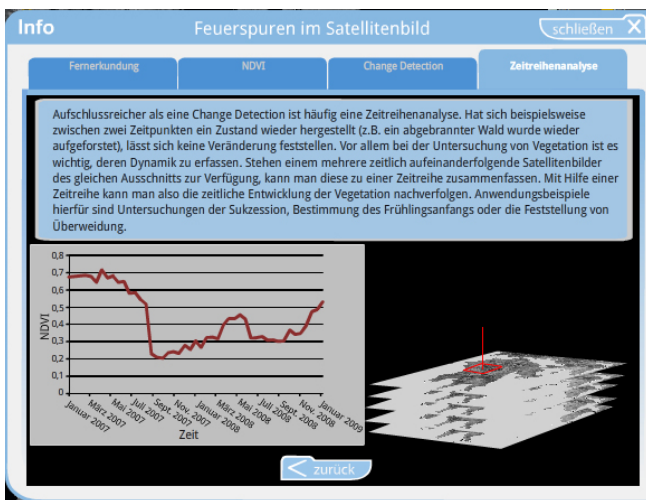 Info
Feuerspuren im Satellitenbild
schließen X
Fernerkundung
NDVI
Change Detection
Zeitreihenanalyse
Aufschlussreicher als eine Change Detection ist häufig eine Zeitreihenanalyse. Hat sich beispielsweise
zwischen zwei Zeitpunkten ein Zustand wieder hergestellt (z.B. ein abgebrannter Wald wurde wieder
aufgeforstet), lässt sich keine Veränderung feststellen. Vor allem bei der Untersuchung von Vegetation ist es
wichtig, deren Dynamik zu erfassen. Stehen einem mehrere zeitlich aufeinanderfolgende Satellitenbilder
des gleichen Ausschnitts zur Verfügung, kann man diese zu einer Zeitreihe zusammenfassen. Mit Hilfe einer
Zeitreihe kann man also die zeitliche Entwicklung der Vegetation nachverfolgen. Anwendungsbeispiele
hierfür sind Untersuchungen der Sukzession, Bestimmung des Frühlingsanfangs oder die Feststellung von
Überweidung.
0,8
0,7
0,6
0,5
0,4
0,3
0,2
0,1
0
NDVI
Januar 2007
März 2007
Mai 2007
Juli 2007
Sept. 2007
Nov. 2007
Januar 2008
März 2008
Mai 2008
Juli 2008
Sept. 2008
Nov. 2008
Januar 2009
Zeit
zurück